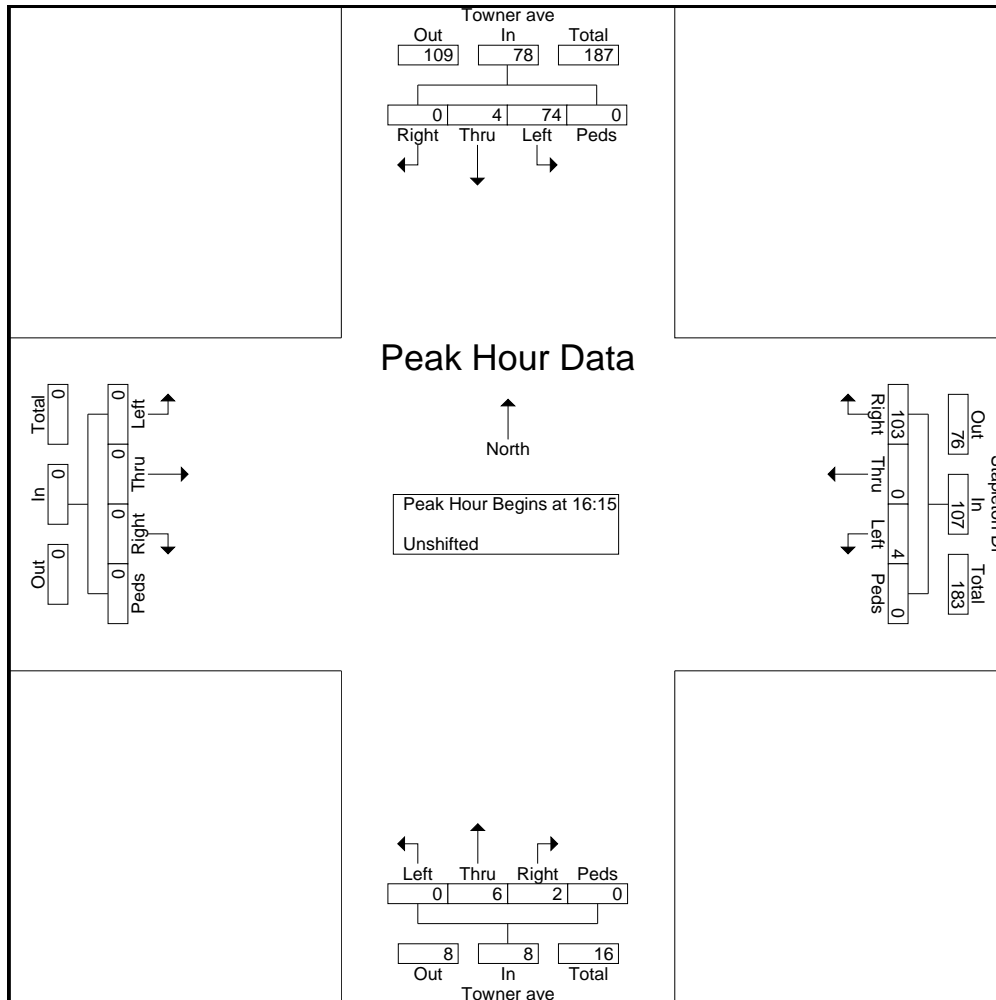 Towner ave
Out In Total
109 78 187
0 4 74 0
Right Thru Left Peds
Peak Hour Data
North
Peak Hour Begins at 16:15
Unshifted
Total In Out
0 0 0
0 0 0 0
Left Thru Right Peds
Right Thru Left Peds
103 0 4 0
76 107 183
Out In Total
Left Thru Right Peds
0 6 2 0
8 8 16
Out In Total
Towner ave